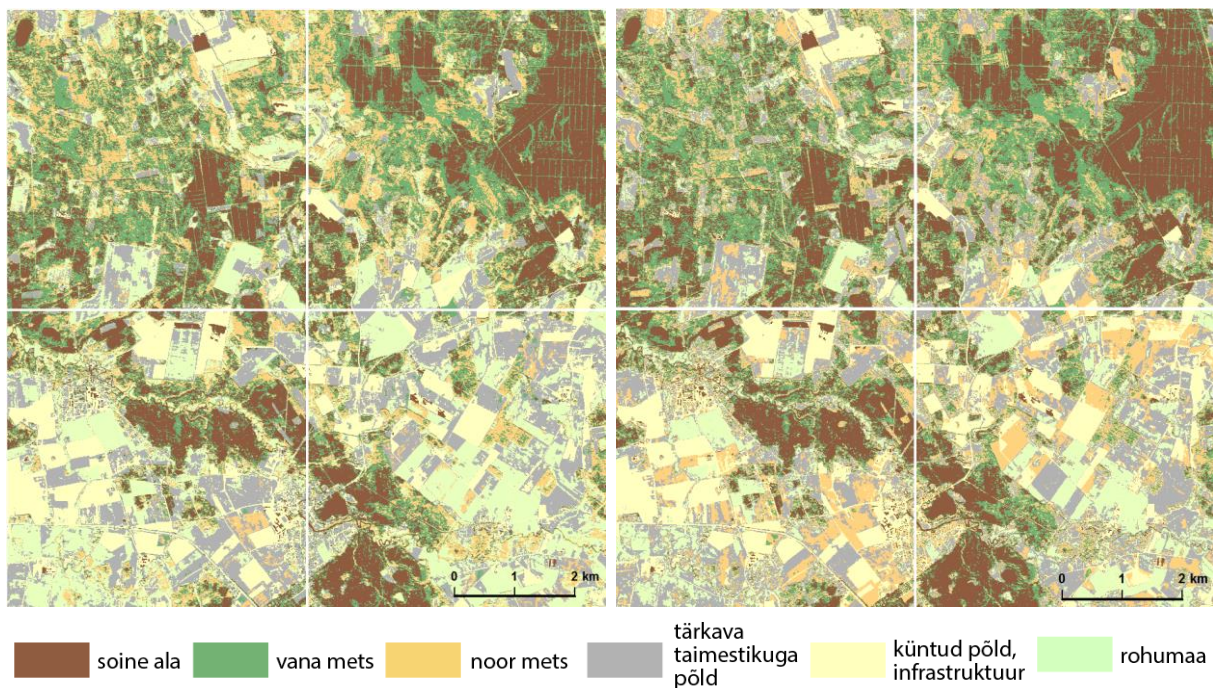 0 1 2 km
0 1 2 km
soine ala
vana mets
noor mets
tärkava
taimestikuga
põld
küntud põld,
infrastruktuur
rohumaa